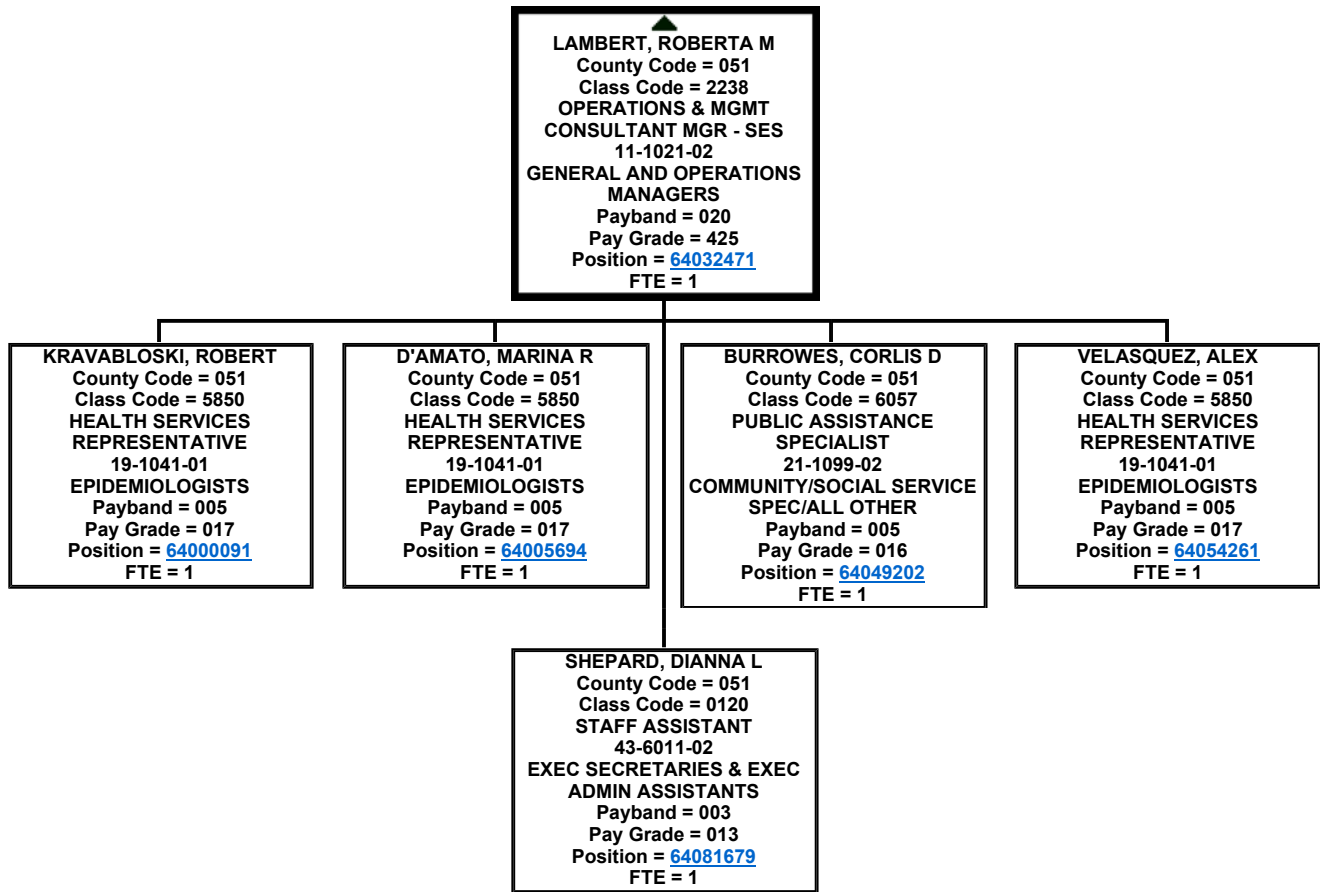 LAMBERT, ROBERTA M
County Code = 051
Class Code = 2238
OPERATIONS & MGMT
CONSULTANT MGR - SES
11-1021-02
GENERAL AND OPERATIONS
MANAGERS
Payband = 020
Pay Grade = 425
Position = 64032471
FTE = 1
KRAVABLOSKI, ROBERT
County Code = 051
Class Code = 5850
HEALTH SERVICES
REPRESENTATIVE
19-1041-01
EPIDEMIOLOGISTS
Payband = 005
Pay Grade = 017
Position = 64000091
FTE = 1
D'AMATO, MARINA R
County Code = 051
Class Code = 5850
HEALTH SERVICES
REPRESENTATIVE
19-1041-01
EPIDEMIOLOGISTS
Payband = 005
Pay Grade = 017
Position = 64005694
FTE = 1
BURROWES, CORLIS D
County Code = 051
Class Code = 6057
PUBLIC ASSISTANCE
SPECIALIST
21-1099-02
COMMUNITY/SOCIAL SERVICE
SPEC/ALL OTHER
Payband = 005
Pay Grade = 016
Position = 64049202
FTE = 1
VELASQUEZ, ALEX
County Code = 051
Class Code = 5850
HEALTH SERVICES
REPRESENTATIVE
19-1041-01
EPIDEMIOLOGISTS
Payband = 005
Pay Grade = 017
Position = 64054261
FTE = 1
SHEPARD, DIANNA L
County Code = 051
Class Code = 0120
STAFF ASSISTANT
43-6011-02
EXEC SECRETARIES & EXEC
ADMIN ASSISTANTS
Payband = 003
Pay Grade = 013
Position = 64081679
FTE = 1